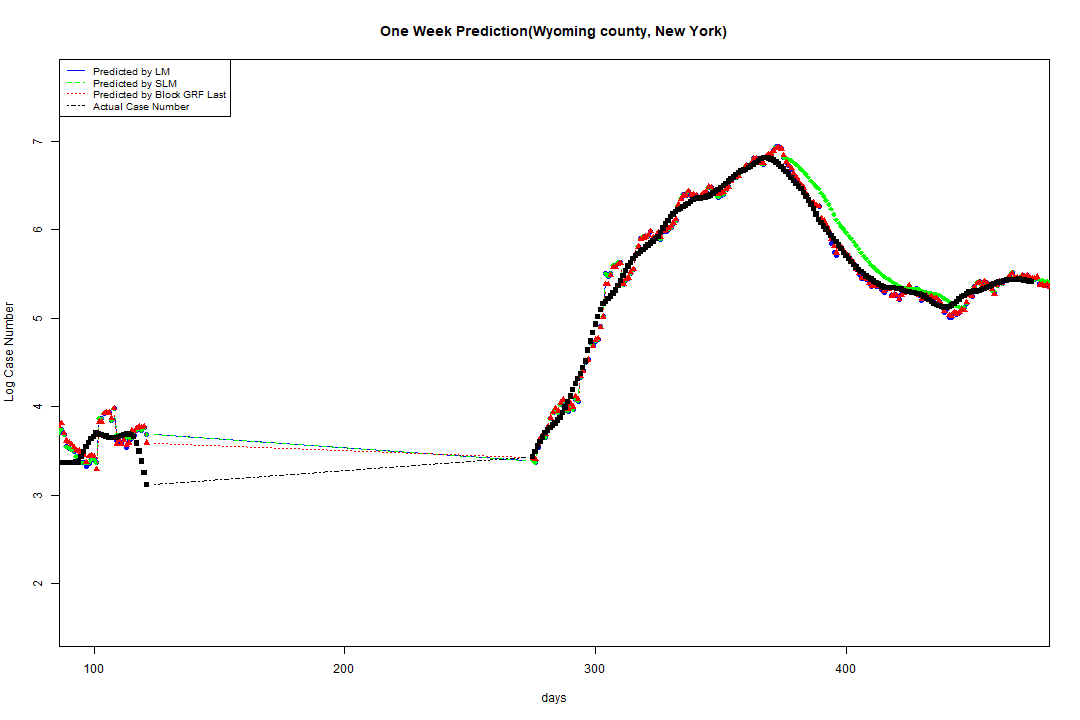 One Week Prediction(Wyoming county, New York)
Predicted by LM
Predicted by SLM
Predicted by Block GRF Last
Actual Case Number
7
6
5
4
3
2
Log Case Number
100 200 300 400
days